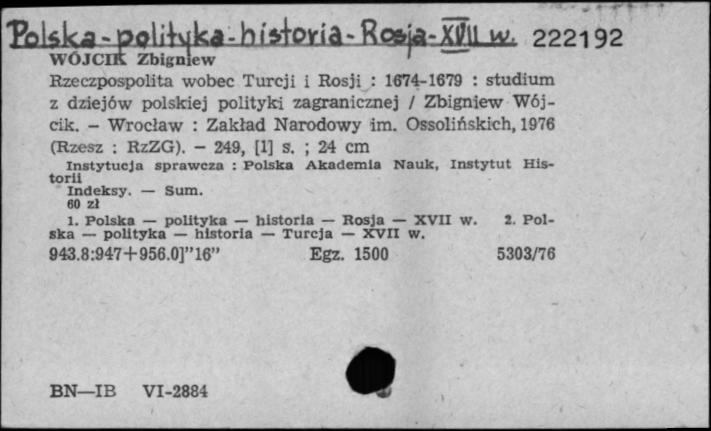 Polska-polityka-historia-Rosja-XVII w. 222192
WÓJCIK Zbigniew
Rzeczpospolita wobec Turcji i Rosji : 1674-1679 : studium
z dziejów polskiej polityki zagranicznej / Zbigniew Wój-
cik. — Wrocław : Zakład Narodowy im. Ossolińskich, 1976
(Rzesz : RzZG). — 249, [1] s. ; 24 cm
Instytucja sprawcza : Polska Akademia Nauk, Instytut His-
torii
Indeksy. — Sum.
60 zł
1. Polska — polityka — historia — Rosja — XVII w. 2. Pol-
ska — polityka — historia — Turcja — XVII w.
943.8:947+956.0]”16” Egz. 1500 5303/76
BN—IB VI-2884